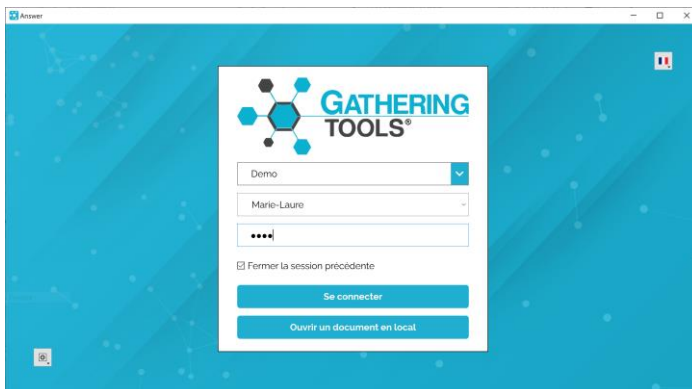 Answer
GATHERING
TOOLS®
Demo
Marie-Laure
Fermer la session précédente
Se connecter
Ouvrir un document en local